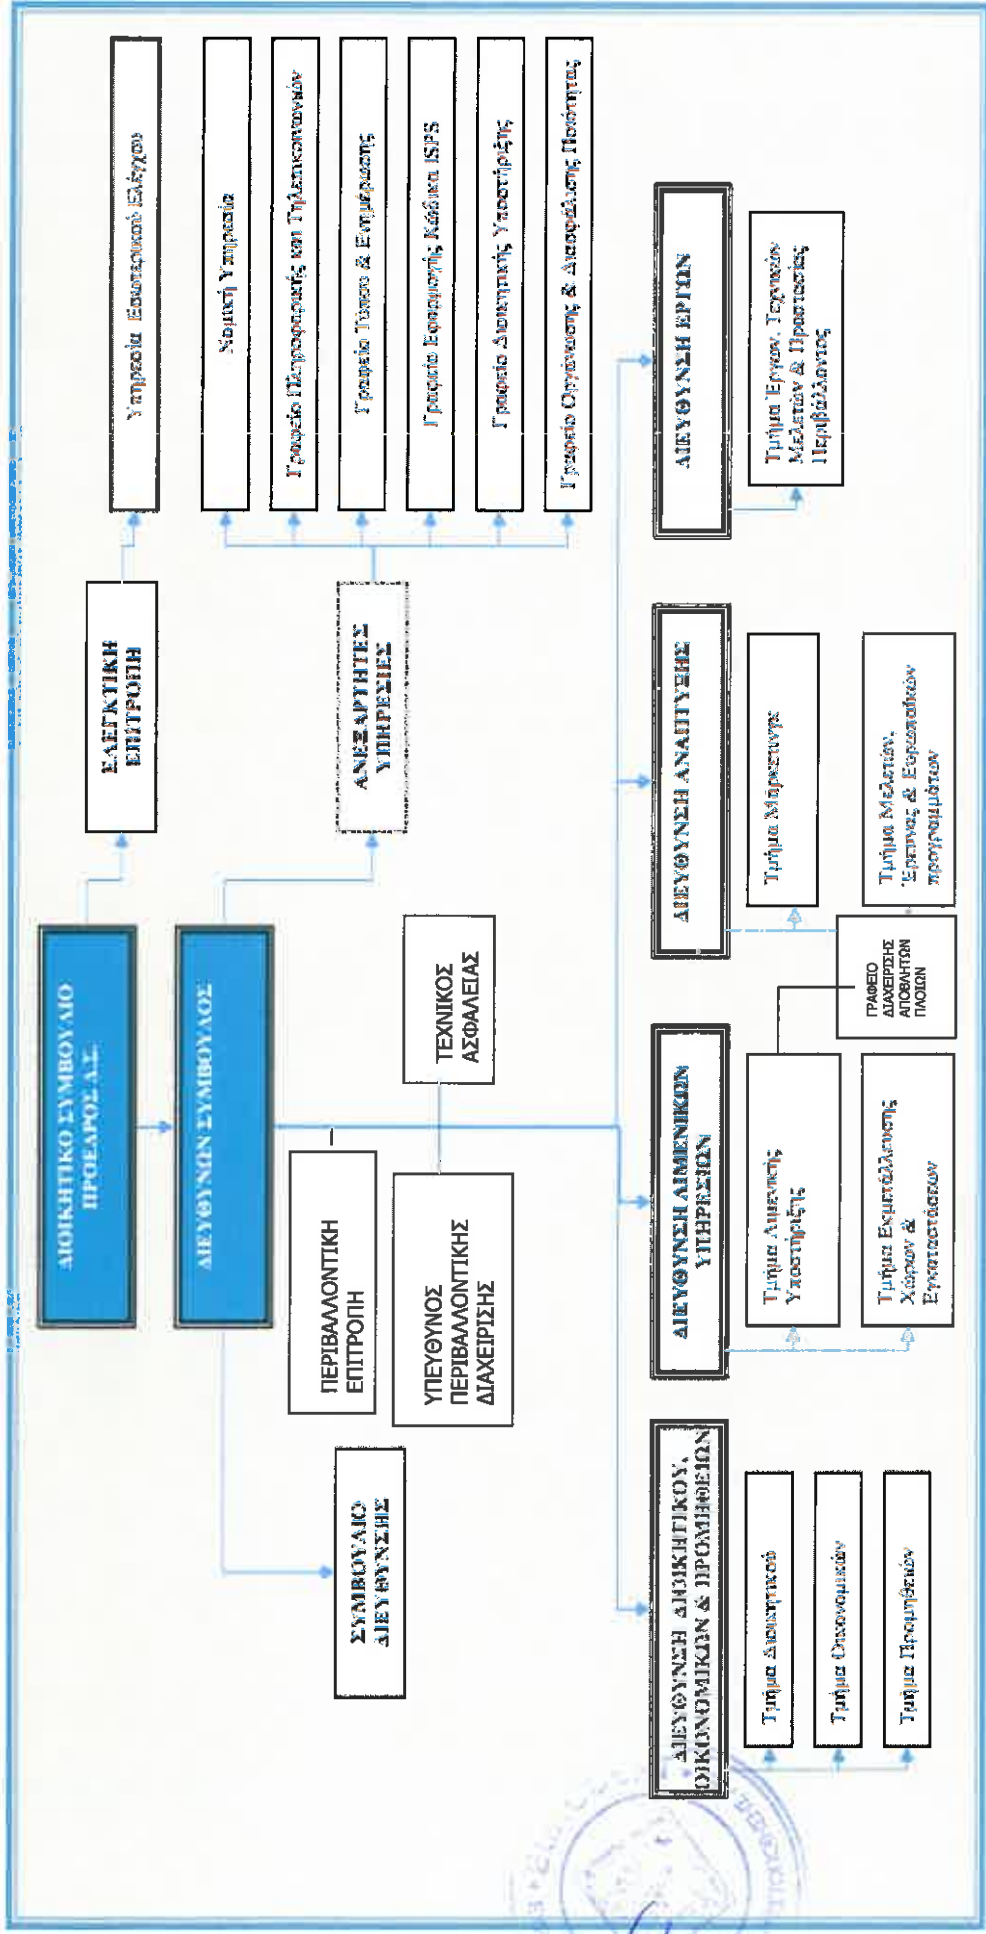 ΔΙΟΙΚΗΤΙΚΟ ΣΥΜΒΟΥΛΙΟ
ΠΡΟΕΔΡΟΣ Δ.Σ.
ΔΙΕΥΘΥΝΩΝ ΣΥΜΒΟΥΛΟΣ
ΕΛΕΓΚΤΙΚΗ
ΕΠΙΤΡΟΠΗ
Υπηρεσία Εσωτερικού Ελέγχου
ΑΝΕΞΑΡΤΗΤΕΣ
ΥΠΗΡΕΣΙΕΣ
Νομική Υπηρεσία
Γραφείο Πληροφορικής και Τηλεπικοινωνιών
Γραφείο Τύπου & Ενημέρωσης
Γραφείο Εφαρμογής Κώδικα ISPS
Γραφείο Διοικητικής Υποστήριξης
Γραφείο Οργάνωσης & Διασφάλισης Ποιότητας
ΣΥΜΒΟΥΛΙΟ
ΔΙΕΥΘΥΝΣΗΣ
ΠΕΡΙΒΑΛΛΟΝΤΙΚΗ
ΕΠΙΤΡΟΠΗ
ΥΠΕΥΘΥΝΟΣ
ΠΕΡΙΒΑΛΛΟΝΤΙΚΗΣ
ΔΙΑΧΕΙΡΙΣΗΣ
ΤΕΧΝΙΚΟΣ
ΑΣΦΑΛΕΙΑΣ
ΔΙΕΥΘΥΝΣΗ ΔΙΟΙΚΗΤΙΚΟΥ,
ΟΙΚΟΝΟΜΙΚΩΝ & ΠΡΟΜΗΘΕΙΩΝ
Τμήμα Διοικητικού
Τμήμα Οικονομικών
Τμήμα Προμηθειών
ΔΙΕΥΘΥΝΣΗ ΛΙΜΕΝΙΚΩΝ
ΥΠΗΡΕΣΙΩΝ
Τμήμα Λιμενικής
Υποστήριξης
Τμήμα Εκμετάλλευσης
Χώρων &
Εγκαταστάσεων
ΓΡΑΦΕΙΟ
ΔΙΑΧΕΙΡΙΣΗΣ
ΑΠΟΒΛΗΤΩΝ
ΠΛΟΙΩΝ
ΔΙΕΥΘΥΝΣΗ ΑΝΑΠΤΥΞΗΣ
Τμήμα Μάρκετινγκ
Τμήμα Μελετών,
Έρευνας & Ευρωπαϊκών
προγραμμάτων
ΔΙΕΥΘΥΝΣΗ ΕΡΓΩΝ
Τμήμα Έργων, Τεχνικών
Μελετών & Προστασίας
Περιβάλλοντος